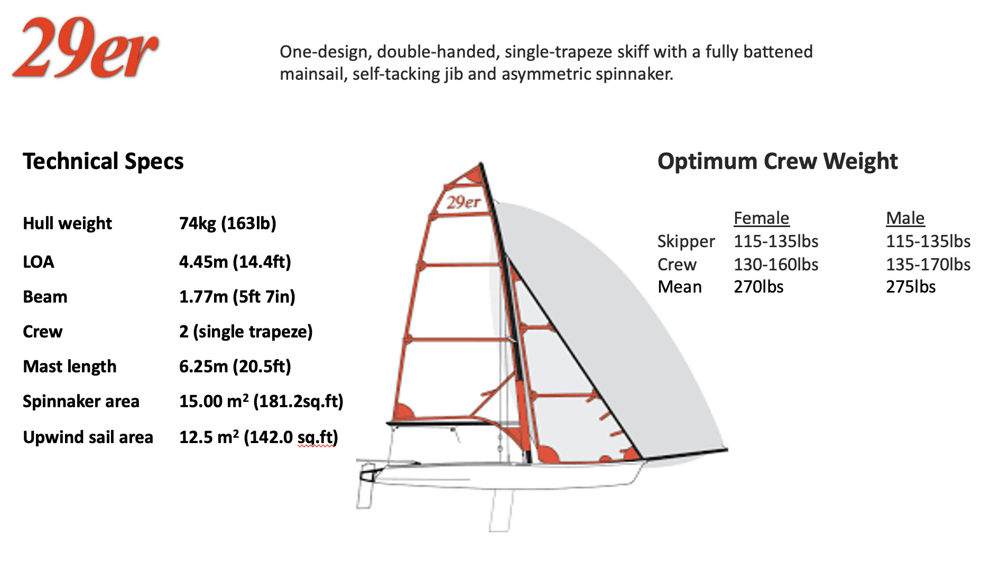 29er
One-design, double-handed, single-trapeze skiff with a fully battened
mainsail, self-tacking jib and asymmetric spinnaker.
Technical Specs
Hull weight 74kg (163lb)
LOA 4.45m (14.4ft)
Beam 1.77m (5ft 7in)
Crew 2 (single trapeze)
Mast length 6.25m (20.5ft)
Spinnaker area 15.00 m² (181.2sq.ft)
Upwind sail area 12.5 m² (142.0 sq.ft)
29er
Optimum Crew Weight
Female Male
Skipper 115-135lbs 115-135lbs
Crew 130-160lbs 135-170lbs
Mean 270lbs 275lbs